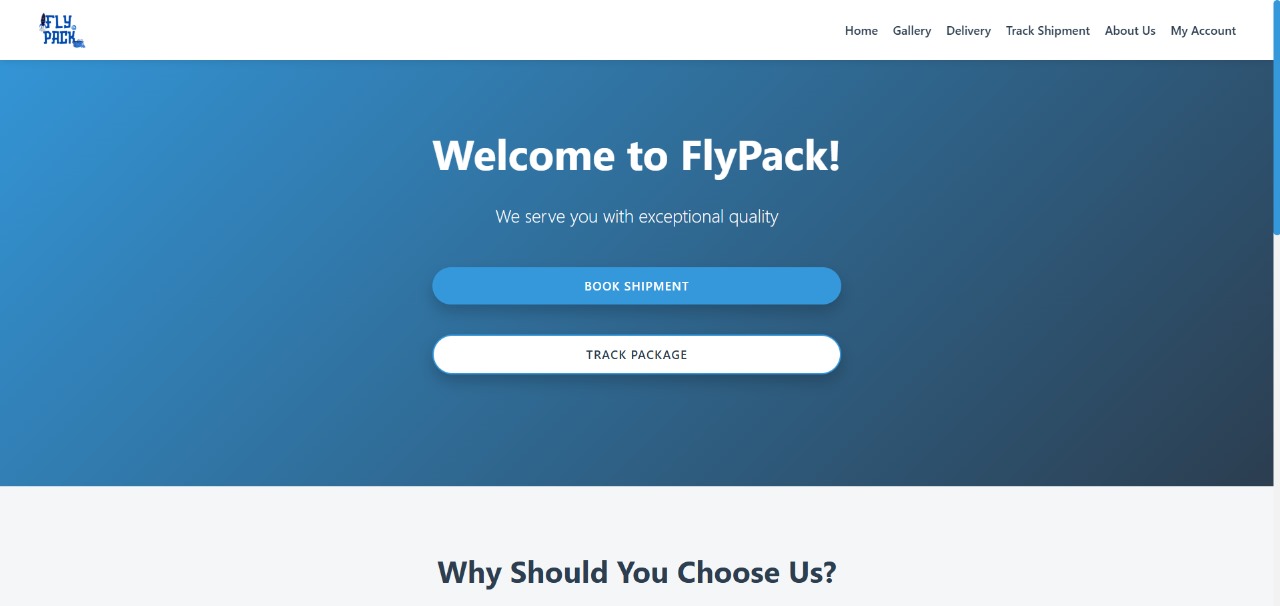 FLY
PACK
Home Gallery Delivery Track Shipment About Us My Account
Welcome to FlyPack!
We serve you with exceptional quality
BOOK SHIPMENT
TRACK PACKAGE
Why Should You Choose Us?